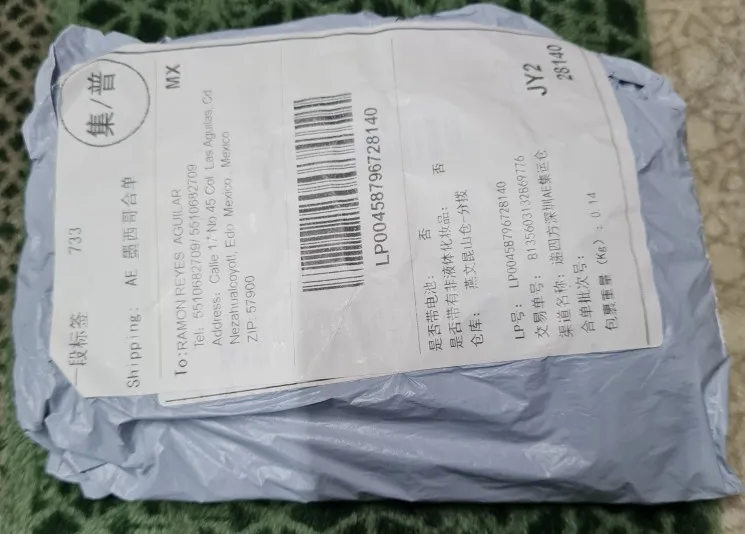 一段标签 733
集/普
Shipping: AE 墨西哥合单
MX
To:RAMON REYES AGUILAR
Tel: 5510682709/ 5510682709
Address: Calle 1, No 45 Col Las Aguilas, Cd
Nezahualcoyotl, Edo Mexico , Mexico
ZIP: 57900
LP00458796728140
是否带电池: 否
是否带有非液体化妆品: 否
仓库: 燕文昆山仓-分拨
JY2
28140
LP号: LP00458796728140
交易单号: 8135603132869776
渠道名称: 递四方深圳AE集运仓
合单批次号:
包裹重量 (Kg) : 0.14